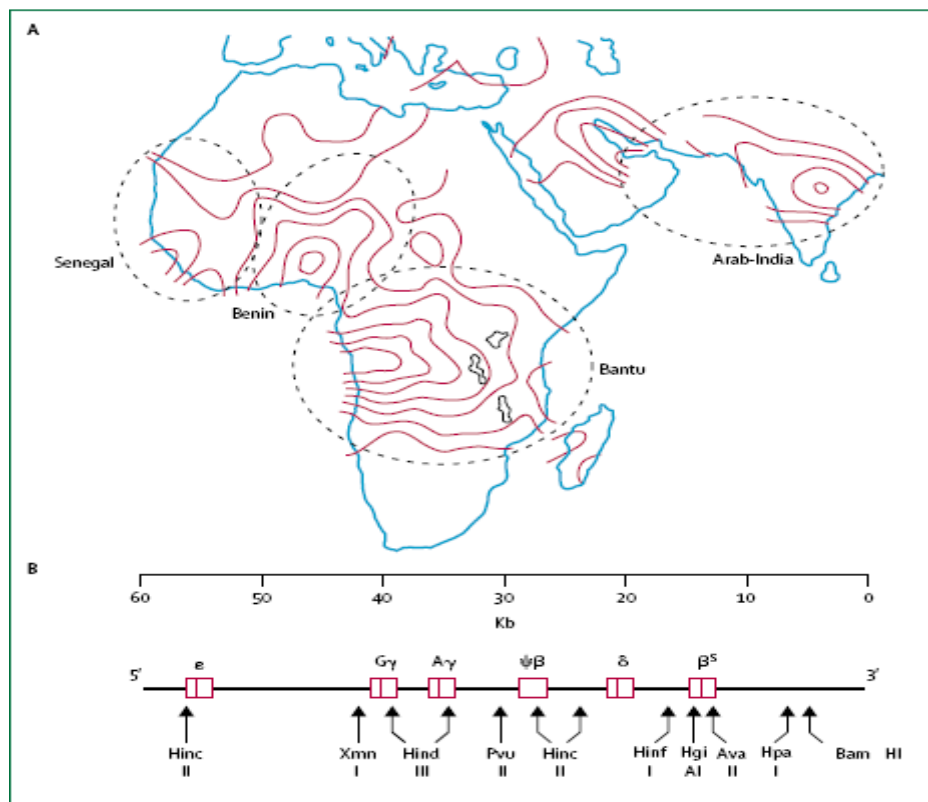 A
Senegal
Benin
Arab-India
Bantu
B
60 50 40 30 20 10 0
Kb
ε Gγ Aγ ψβ δ βS
5′ 3′
Hinc Xmn Hind Pvu Hinc Hinf Hgi Ava Hpa Bam HI
II I III II II I AI II I